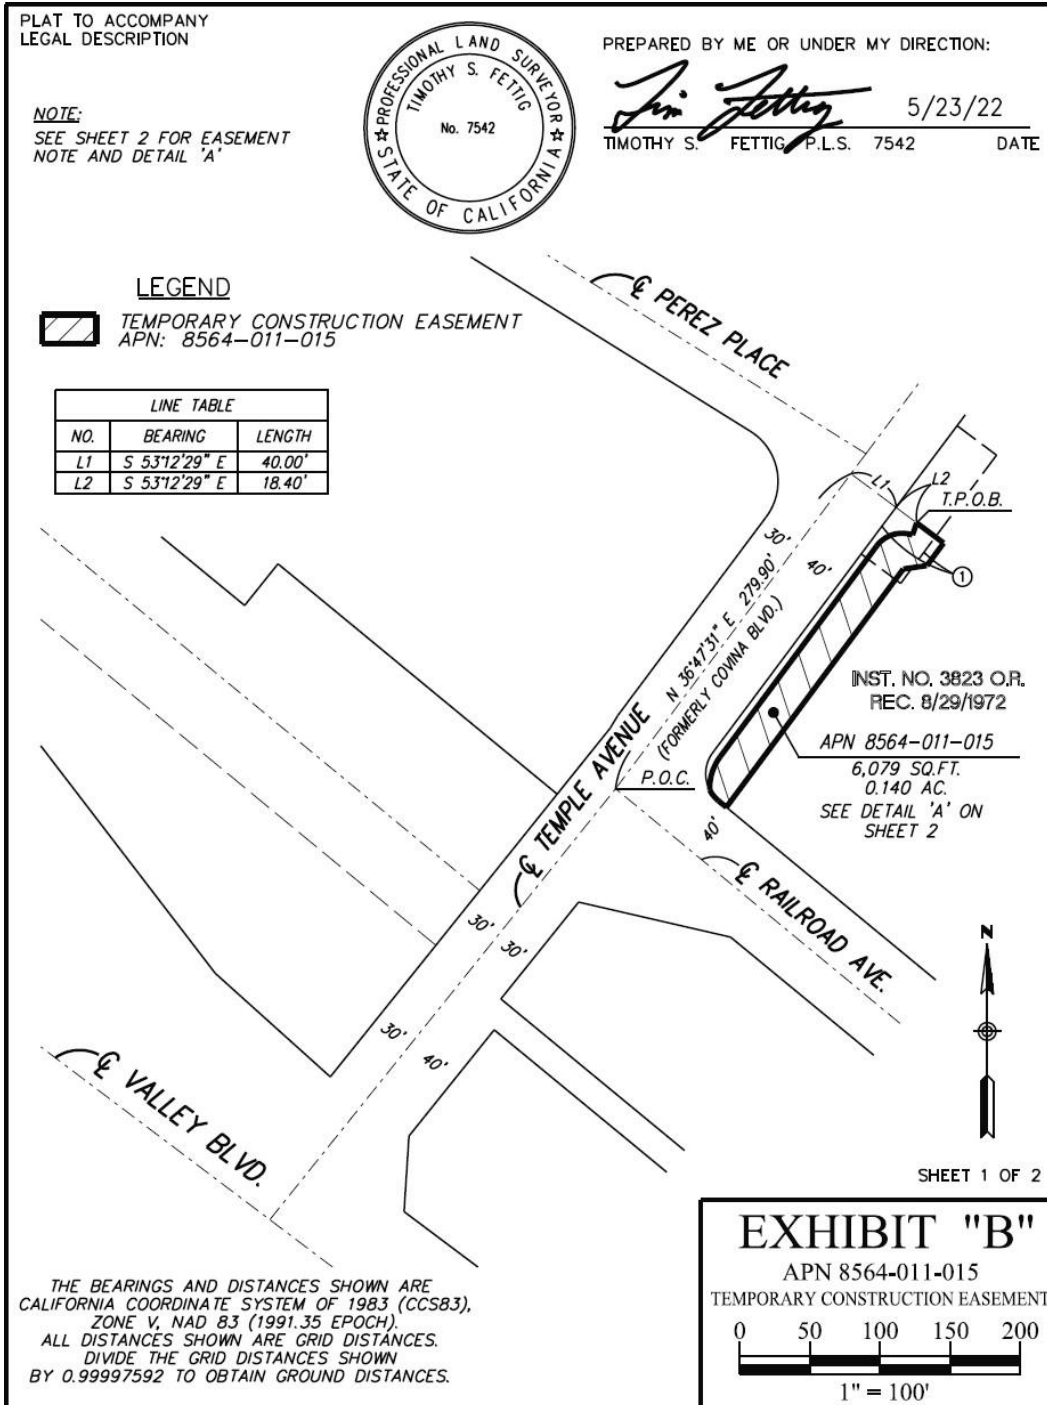 PLAT TO ACCOMPANY
LEGAL DESCRIPTION
NOTE:
SEE SHEET 2 FOR EASEMENT
NOTE AND DETAIL 'A'
PROFESSIONAL LAND SURVEYOR
TIMOTHY S. FETTIG
No. 7542
STATE OF CALIFORNIA
PREPARED BY ME OR UNDER MY DIRECTION:
Tim Fettig
5/23/22
TIMOTHY S. FETTIG P.L.S. 7542 DATE
LEGEND
TEMPORARY CONSTRUCTION EASEMENT
APN: 8564-011-015
LINE TABLE
NO. BEARING LENGTH
L1 S 53°12'29" E 40.00'
L2 S 53°12'29" E 18.40'
℄ PEREZ PLACE
L1
L2
T.P.O.B.
30'
40'
1
N 36°47'31" E 279.90'
(FORMERLY COVINA BLVD.)
INST. NO. 3823 O.R.
REC. 8/29/1972
APN 8564-011-015
6,079 SQ.FT.
0.140 AC.
SEE DETAIL 'A' ON
SHEET 2
P.O.C.
℄ TEMPLE AVENUE
40'
℄ RAILROAD AVE.
30'
30'
30'
40'
℄ VALLEY BLVD.
N
SHEET 1 OF 2
THE BEARINGS AND DISTANCES SHOWN ARE
CALIFORNIA COORDINATE SYSTEM OF 1983 (CCS83),
ZONE V, NAD 83 (1991.35 EPOCH).
ALL DISTANCES SHOWN ARE GRID DISTANCES.
DIVIDE THE GRID DISTANCES SHOWN
BY 0.99997592 TO OBTAIN GROUND DISTANCES.
EXHIBIT "B"
APN 8564-011-015
TEMPORARY CONSTRUCTION EASEMENT
0 50 100 150 200
1" = 100'